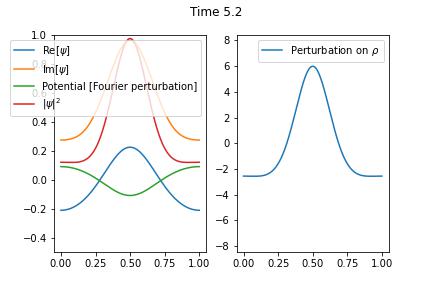 Time 5.2
Re[ψ]
Im[ψ]
Potential [Fourier perturbation]
|ψ|²
1.0
0.8
0.6
0.4
0.2
0.0
−0.2
−0.4
0.00 0.25 0.50 0.75 1.00
Perturbation on ρ
8
6
4
2
0
−2
−4
−6
−8
0.00 0.25 0.50 0.75 1.00